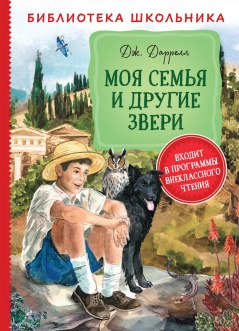 БИБЛИОТЕКА ШКОЛЬНИКА
Дж. Даррелл
МОЯ СЕМЬЯ
И ДРУГИЕ
ЗВЕРИ
ВХОДИТ
В ПРОГРАММЫ
ВНЕКЛАССНОГО
ЧТЕНИЯ